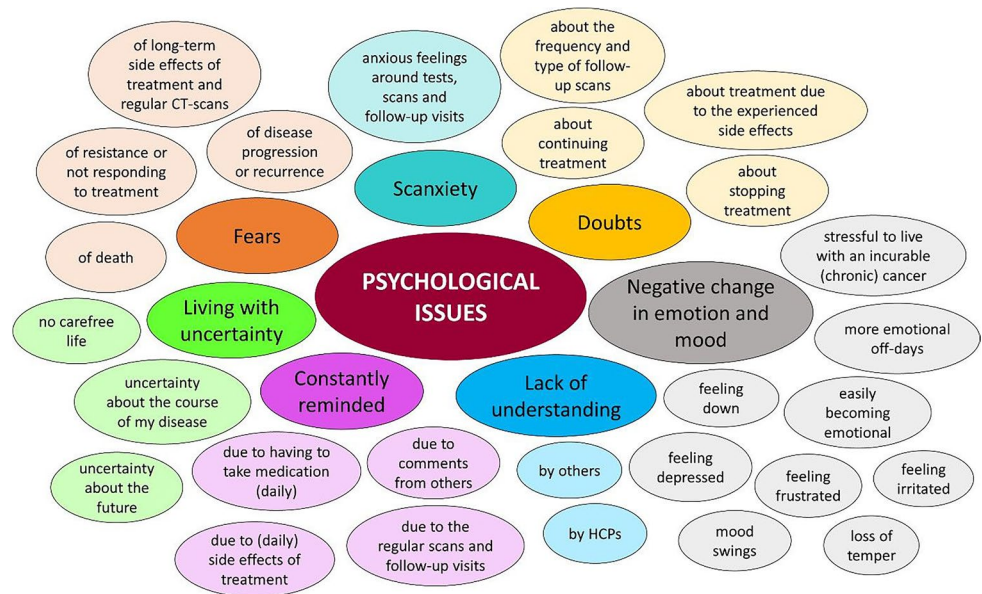 of long-term
side effects of
treatment and
regular CT-scans
anxious feelings
around tests,
scans and
follow-up visits
about the
frequency and
type of follow-
up scans
about treatment due
to the experienced
side effects
of resistance or
not responding
to treatment
of disease
progression
or recurrence
about
continuing
treatment
about
stopping
treatment
Scanxiety
Fears
Doubts
of death
stressful to live
with an incurable
(chronic) cancer
PSYCHOLOGICAL
ISSUES
Living with
uncertainty
Negative change
in emotion and
mood
no carefree
life
more emotional
off-days
Constantly
reminded
Lack of
understanding
uncertainty
about the course
of my disease
feeling
down
easily
becoming
emotional
due to having to
take medication
(daily)
due to
comments
from others
by others
feeling
depressed
feeling
frustrated
feeling
irritated
uncertainty
about the
future
due to (daily)
side effects of
treatment
due to the
regular scans and
follow-up visits
by HCPs
mood
swings
loss of
temper